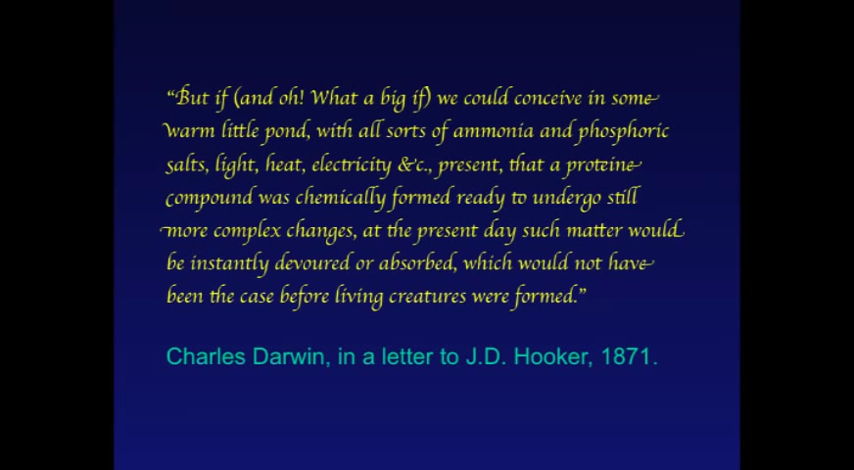 "But if (and oh! What a big if) we could conceive in some
warm little pond, with all sorts of ammonia and phosphoric
salts, light, heat, electricity &c., present, that a proteine
compound was chemically formed ready to undergo still
more complex changes, at the present day such matter would
be instantly devoured or absorbed, which would not have
been the case before living creatures were formed."
Charles Darwin, in a letter to J.D. Hooker, 1871.